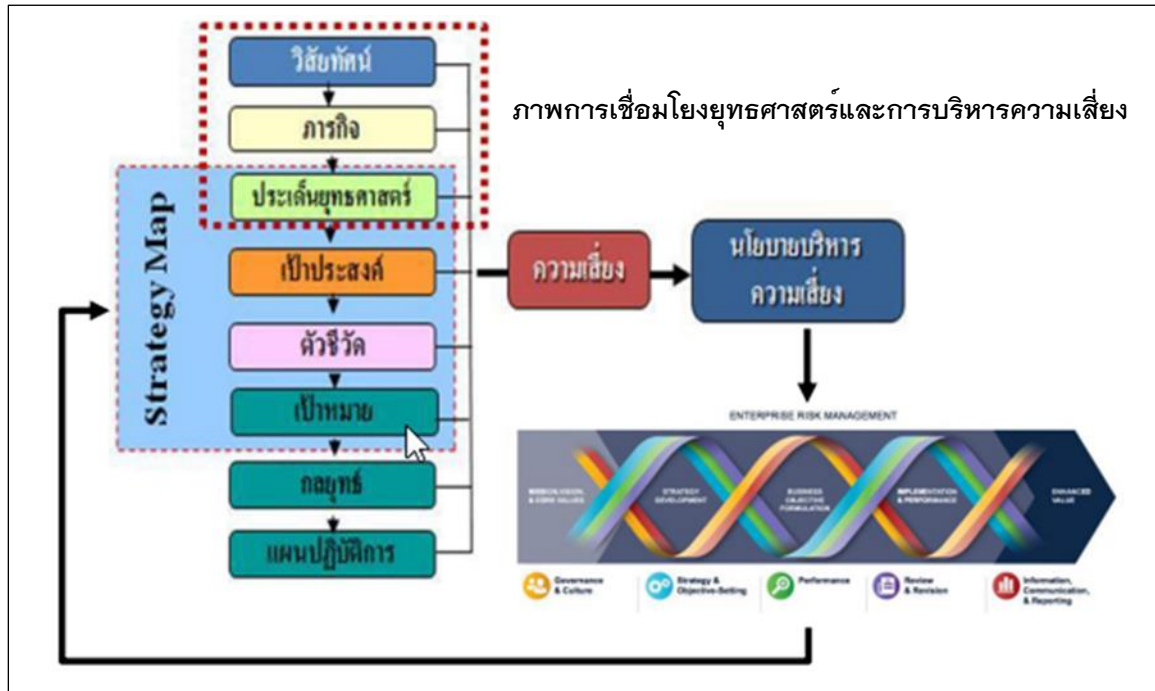 ภาพการเชื่อมโยงยุทธศาสตร์และการบริหารความเสี่ยง
วิสัยทัศน์
ภารกิจ
ประเด็นยุทธศาสตร์
เป้าประสงค์
ตัวชี้วัด
เป้าหมาย
กลยุทธ์
แผนปฏิบัติการ
Strategy Map
ความเสี่ยง
นโยบายบริหาร
ความเสี่ยง
ENTERPRISE RISK MANAGEMENT
MISSION, VISION,
& CORE VALUES
STRATEGY
DEVELOPMENT
BUSINESS
OBJECTIVE
FORMULATION
IMPLEMENTATION
& PERFORMANCE
ENHANCED
VALUE
Governance
& Culture
Strategy &
Objective-Setting
Performance
Review
& Revision
Information,
Communication,
& Reporting